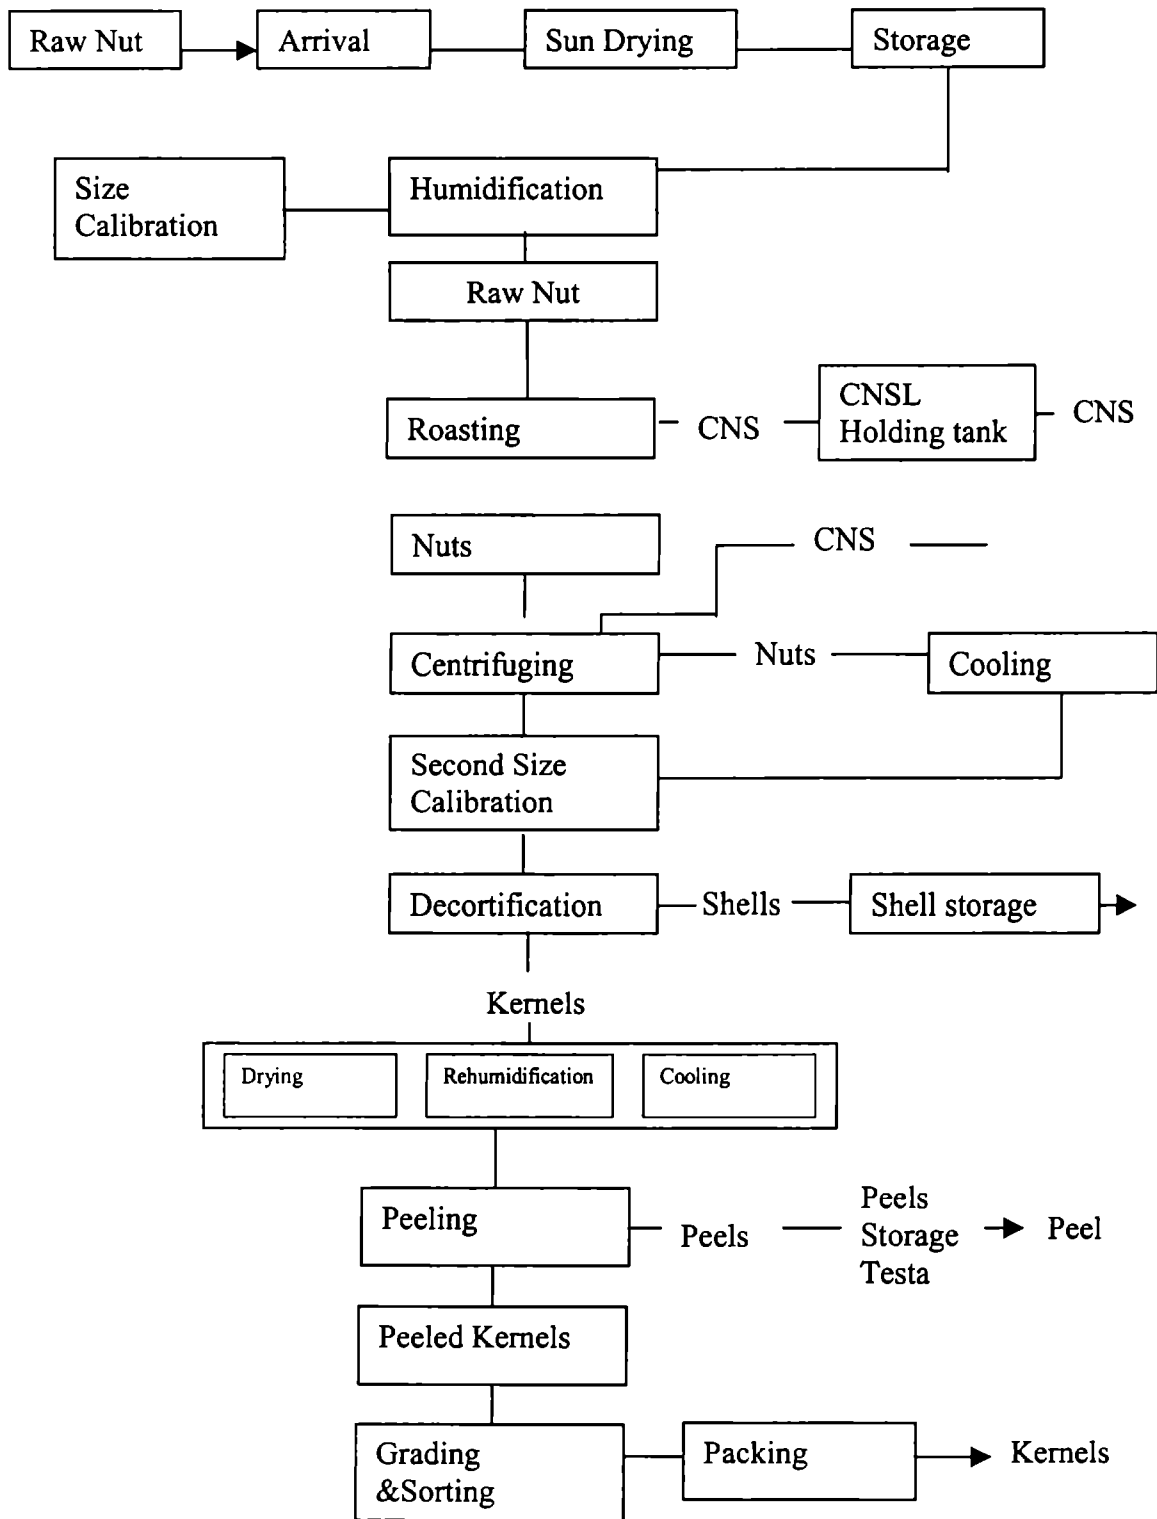 Raw Nut
Arrival
Sun Drying
Storage
Size
Calibration
Humidification
Raw Nut
Roasting
CNS
CNSL
Holding tank
CNS
Nuts
CNS
Centrifuging
Nuts
Cooling
Second Size
Calibration
Decortification
Shells
Shell storage
Kernels
Drying
Rehumidification
Cooling
Peeling
Peels
Peels
Storage
Testa
Peel
Peeled Kernels
Grading
&Sorting
Packing
Kernels